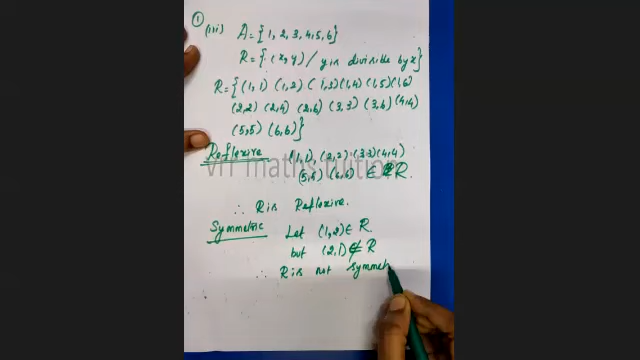 ①
(iii) A = {1, 2, 3, 4, 5, 6}
R = {(x, y) / y is divisible by x}
R = {(1, 1) (1, 2) (1, 3) (1, 4) (1, 5) (1, 6)
(2, 2) (2, 4) (2, 6) (3, 3) (3, 6) (4, 4)
(5, 5) (6, 6)}
Reflexive (1, 1), (2, 2) (3, 3) (4, 4)
(5, 5) (6, 6) ∈ R.
VIT maths tuition
∴ R is Reflexive.
Symmetric Let (1, 2) ∈ R
but (2, 1) ∉ R
∴ R is not symmet